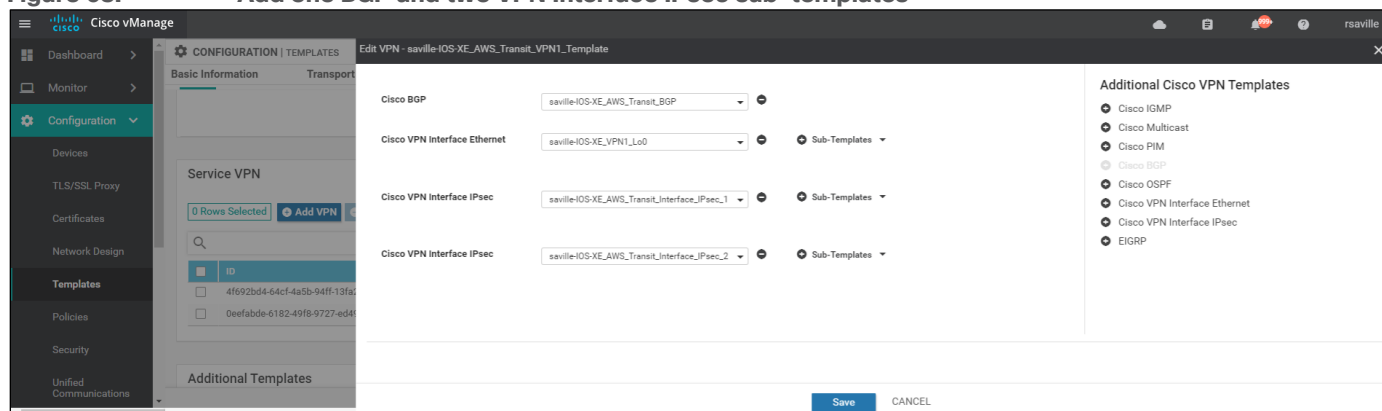 Add one BGP and two VPN Interface IPsec sub-templates
cisco Cisco vManage
999+
rsaville
Dashboard
Monitor
Configuration
Devices
TLS/SSL Proxy
Certificates
Network Design
Templates
Policies
Security
Unified
Communications
CONFIGURATION | TEMPLATES
Basic Information Transport
Service VPN
0 Rows Selected Add VPN
ID
4f692bd4-64cf-4a5b-94ff-13fa2
0eefabde-6182-49f8-9727-ed49
Additional Templates
Edit VPN - saville-IOS-XE_AWS_Transit_VPN1_Template
Cisco BGP saville-IOS-XE_AWS_Transit_BGP
Cisco VPN Interface Ethernet saville-IOS-XE_VPN1_Lo0 Sub-Templates
Cisco VPN Interface IPsec saville-IOS-XE_AWS_Transit_Interface_IPsec_1 Sub-Templates
Cisco VPN Interface IPsec saville-IOS-XE_AWS_Transit_Interface_IPsec_2 Sub-Templates
Additional Cisco VPN Templates
Cisco IGMP
Cisco Multicast
Cisco PIM
Cisco BGP
Cisco OSPF
Cisco VPN Interface Ethernet
Cisco VPN Interface IPsec
EIGRP
Save CANCEL